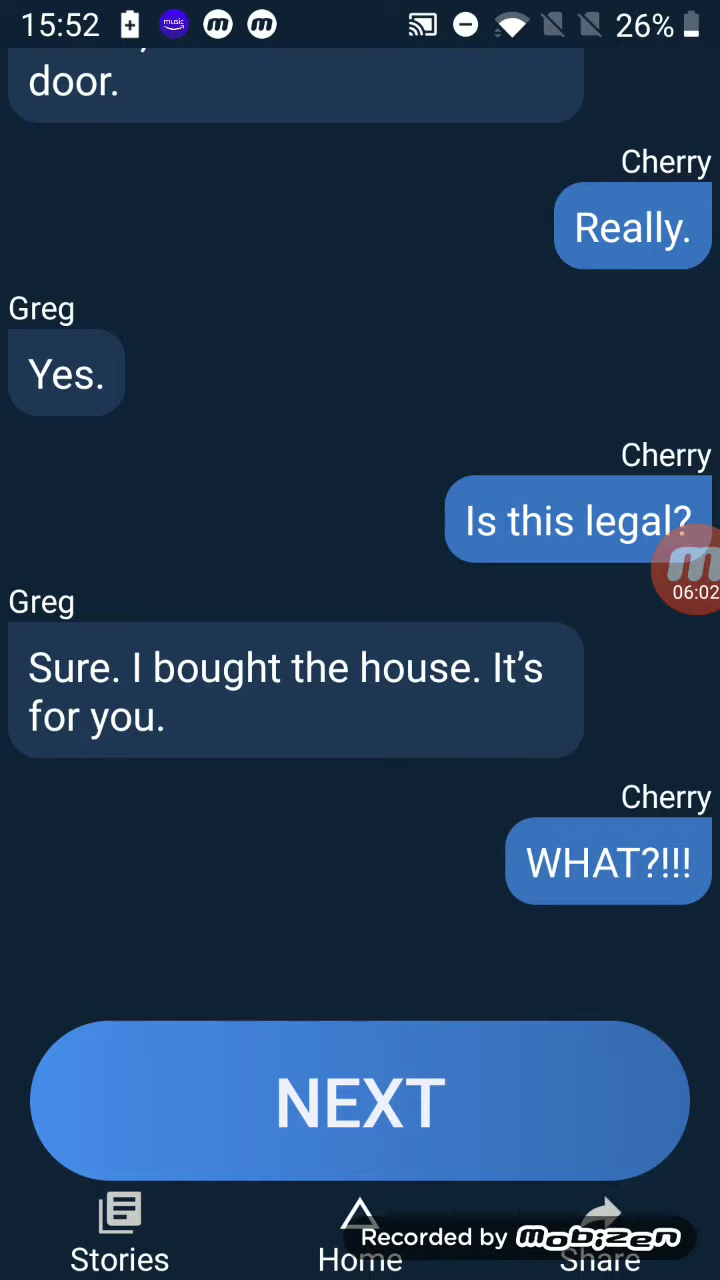 15:52 music m m 26%
door.
Cherry
Really.
Greg
Yes.
Cherry
Is this legal?
m
06:02
Greg
Sure. I bought the house. It’s
for you.
Cherry
WHAT?!!!
NEXT
Stories Home Share
Recorded by mobizen